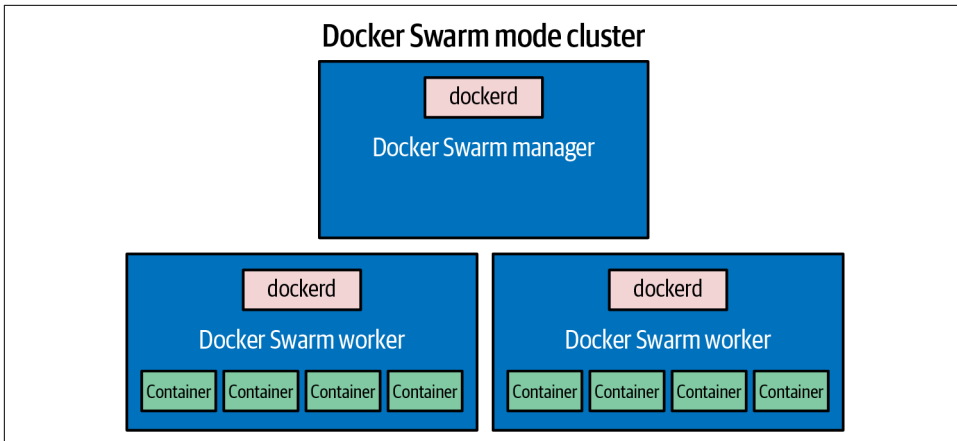 Docker Swarm mode cluster
dockerd
Docker Swarm manager
dockerd
Docker Swarm worker
Container Container Container Container
dockerd
Docker Swarm worker
Container Container Container Container